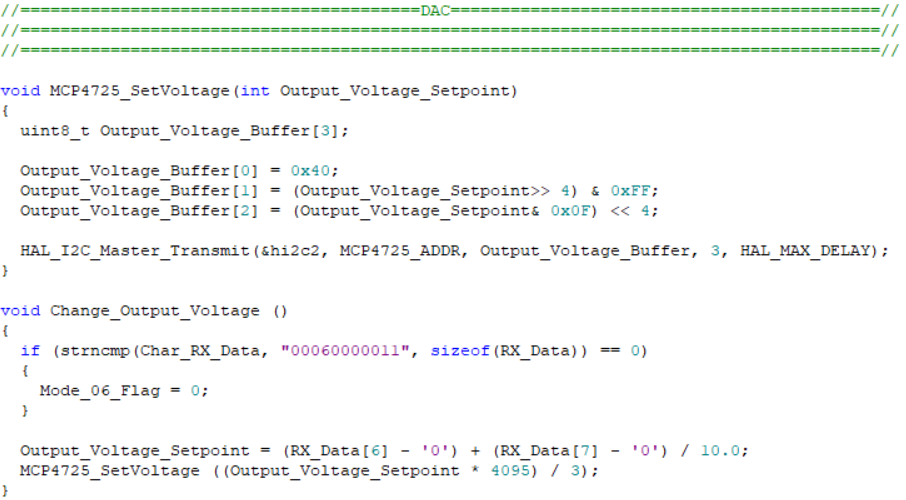 //========================================DAC===========================================//
//======================================================================================//
//======================================================================================//
void MCP4725_SetVoltage(int Output_Voltage_Setpoint)
{
uint8_t Output_Voltage_Buffer[3];
Output_Voltage_Buffer[0] = 0x40;
Output_Voltage_Buffer[1] = (Output_Voltage_Setpoint>> 4) & 0xFF;
Output_Voltage_Buffer[2] = (Output_Voltage_Setpoint& 0x0F) << 4;
HAL_I2C_Master_Transmit(&hi2c2, MCP4725_ADDR, Output_Voltage_Buffer, 3, HAL_MAX_DELAY);
}
void Change_Output_Voltage ()
{
if (strncmp(Char_RX_Data, "00060000011", sizeof(RX_Data)) == 0)
{
Mode_06_Flag = 0;
}
Output_Voltage_Setpoint = (RX_Data[6] - '0') + (RX_Data[7] - '0') / 10.0;
MCP4725_SetVoltage ((Output_Voltage_Setpoint * 4095) / 3);
}